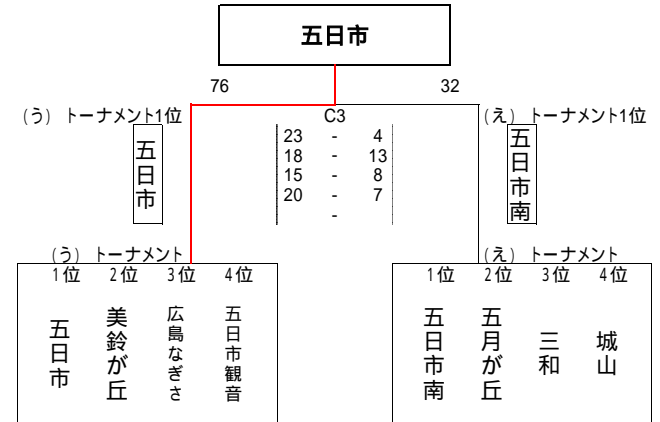 五日市
76 32
(う) トーナメント1位 C3 (え) トーナメント1位
五日市
23 - 4
18 - 13
15 - 8
20 - 7
-
五日市南
(う) トーナメント (え) トーナメント
1位 2位 3位 4位 1位 2位 3位 4位
五日市
美鈴が丘
広島なぎさ
五日市観音
五日市南
五月が丘
三和
城山